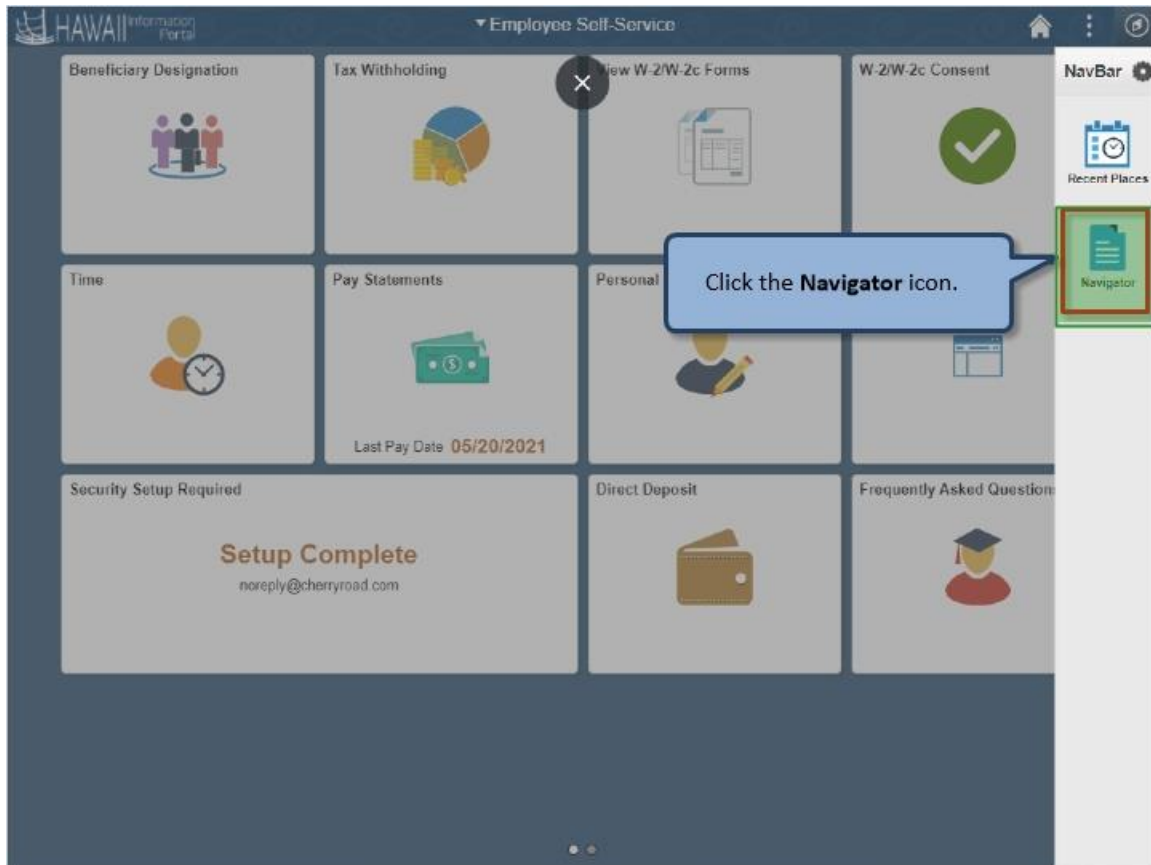 HAWAII Information Portal
Employee Self-Service
NavBar
Beneficiary Designation
Tax Withholding
View W-2/W-2c Forms
W-2/W-2c Consent
Recent Places
Click the Navigator icon.
Navigator
Time
Pay Statements
Personal
Last Pay Date 05/20/2021
Security Setup Required
Direct Deposit
Frequently Asked Question
Setup Complete
noreply@cherryroad.com